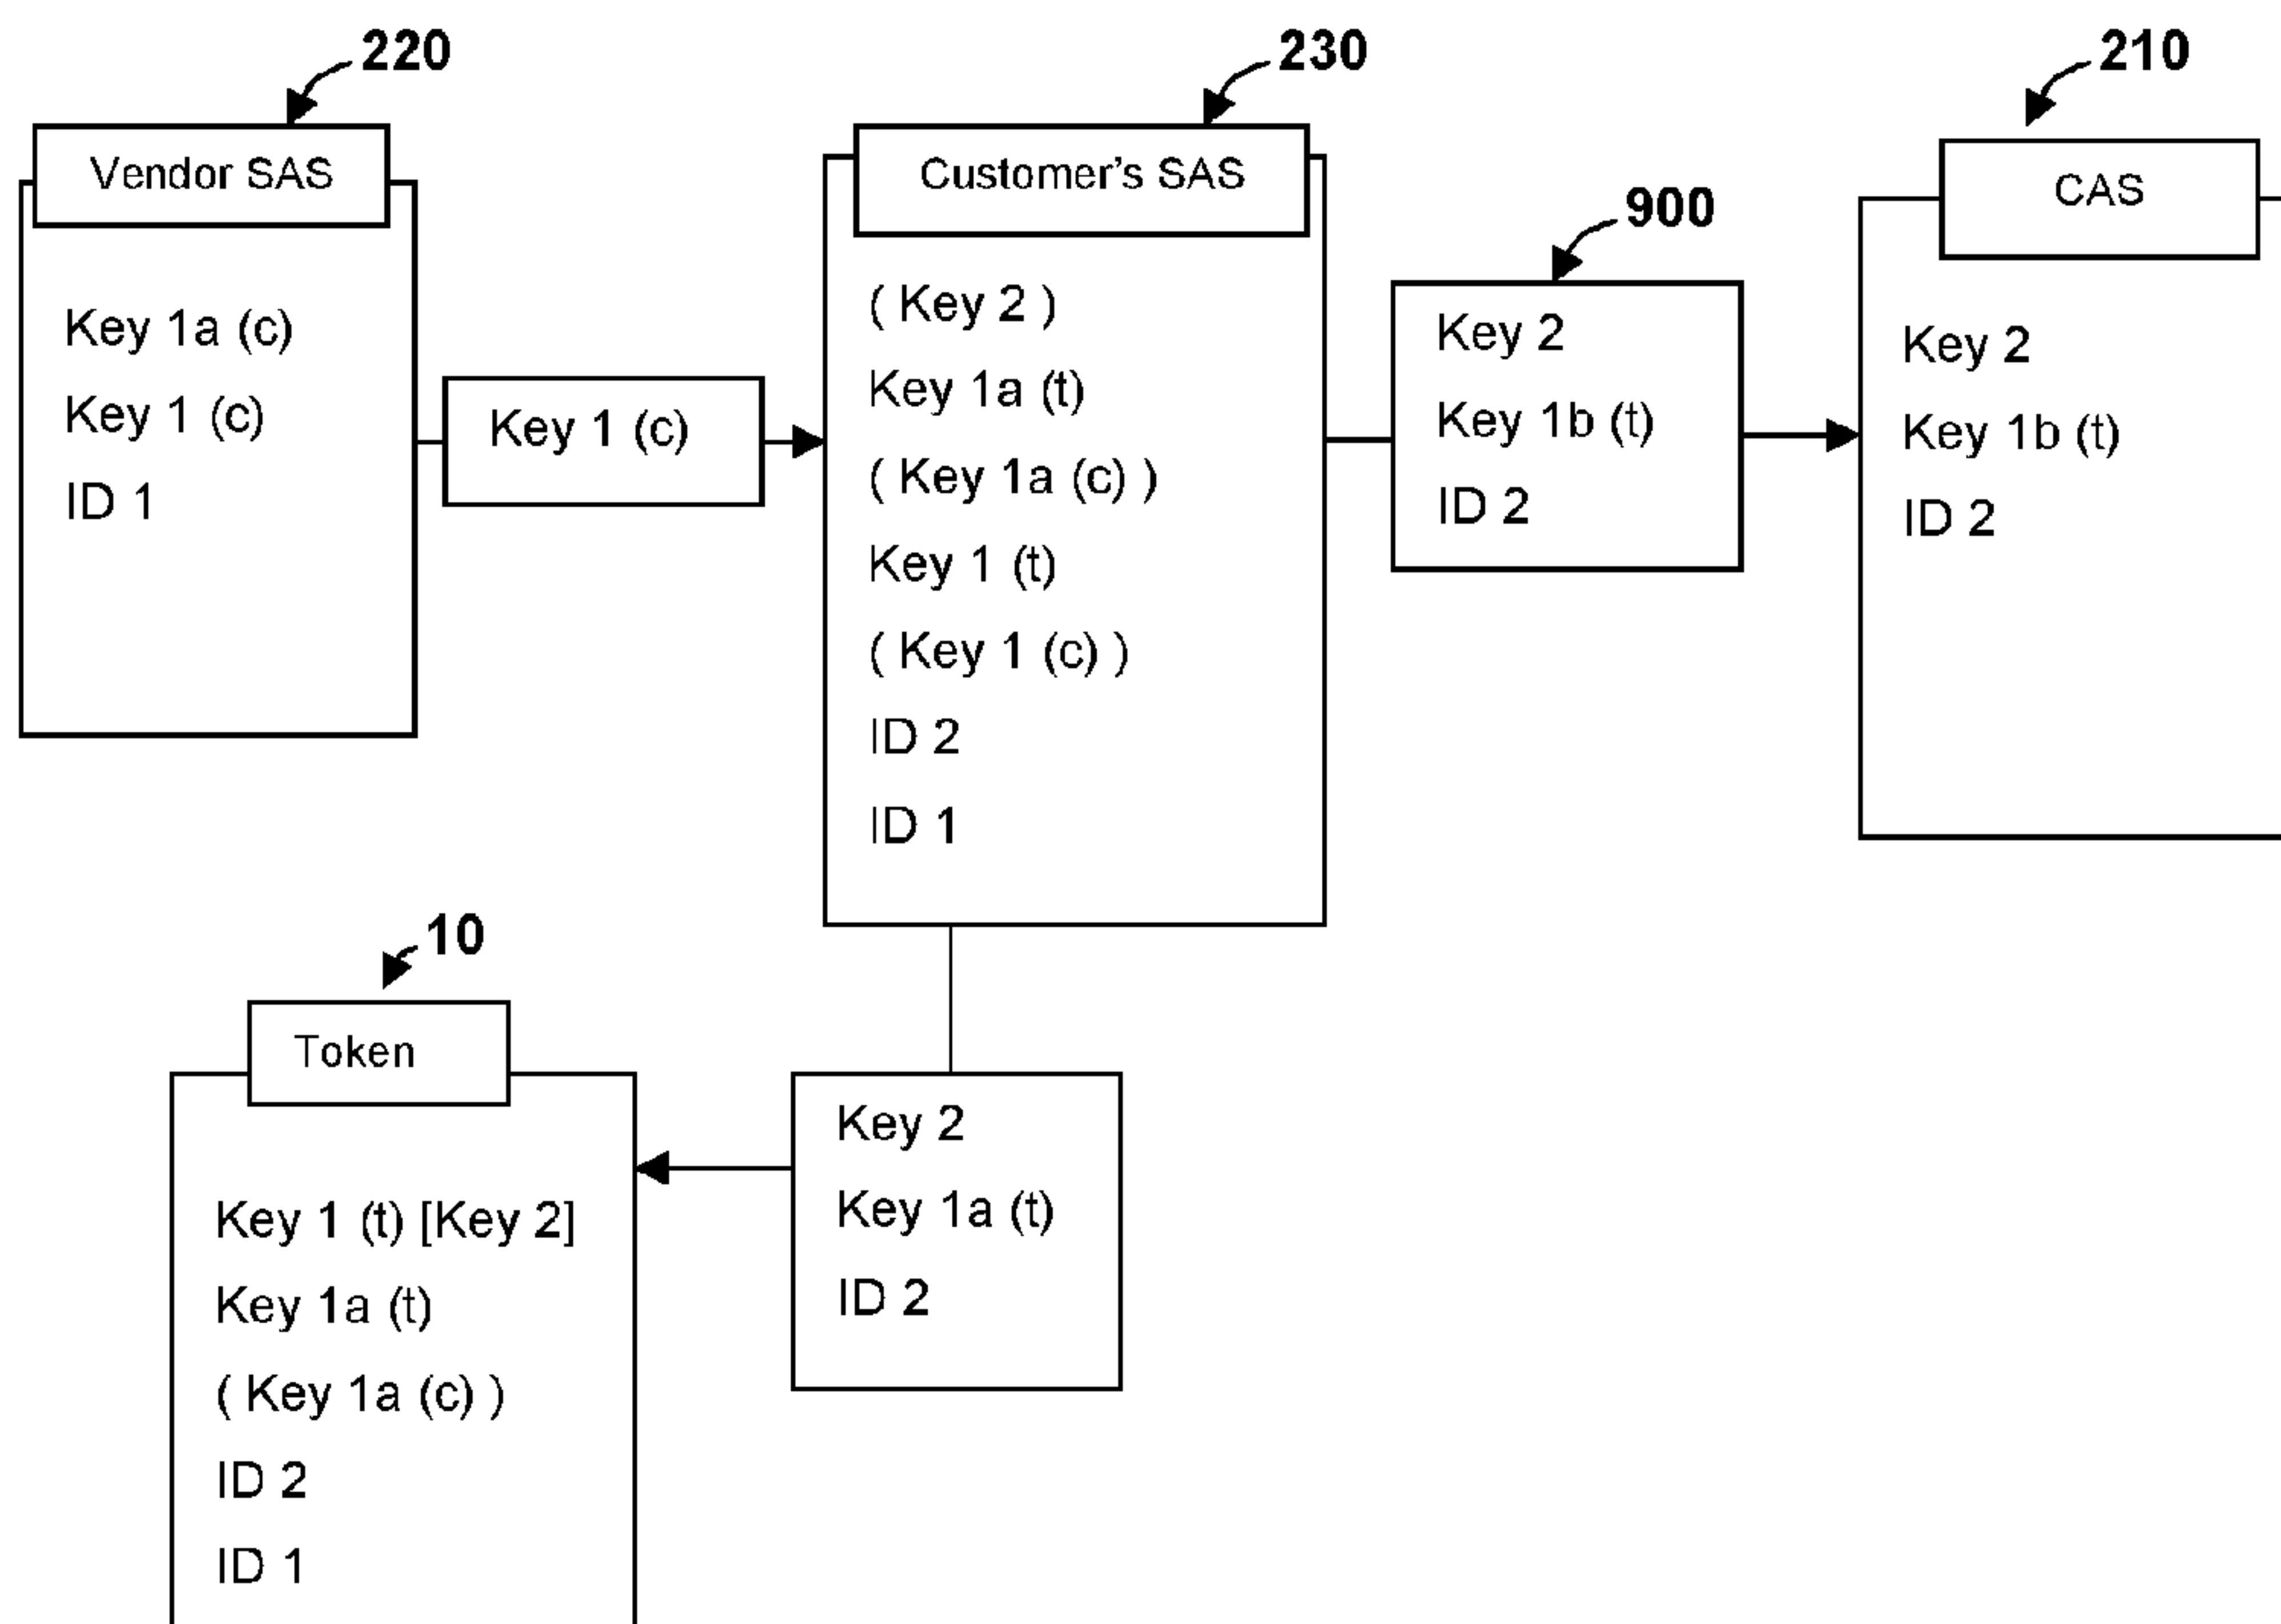 220
Vendor SAS
Key 1a (c)
Key 1 (c)
ID 1
Key 1 (c)
230
Customer's SAS
( Key 2 )
Key 1a (t)
( Key 1a (c) )
Key 1 (t)
( Key 1 (c) )
ID 2
ID 1
900
Key 2
Key 1b (t)
ID 2
210
CAS
Key 2
Key 1b (t)
ID 2
10
Token
Key 1 (t) [Key 2]
Key 1a (t)
( Key 1a (c) )
ID 2
ID 1
Key 2
Key 1a (t)
ID 2